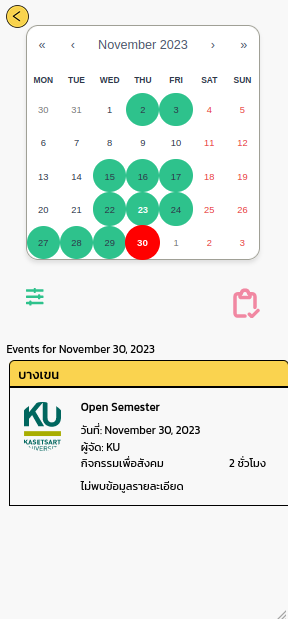 « ‹ November 2023 › »
MON TUE WED THU FRI SAT SUN
30 31 1 2 3 4 5
6 7 8 9 10 11 12
13 14 15 16 17 18 19
20 21 22 23 24 25 26
27 28 29 30 1 2 3
Events for November 30, 2023
บางเขน
KU
KASETSART
UNIVERSITY
Open Semester
วันที่: November 30, 2023
ผู้จัด: KU
กิจกรรมเพื่อสังคม 2 ชั่วโมง
ไม่พบข้อมูลรายละเอียด